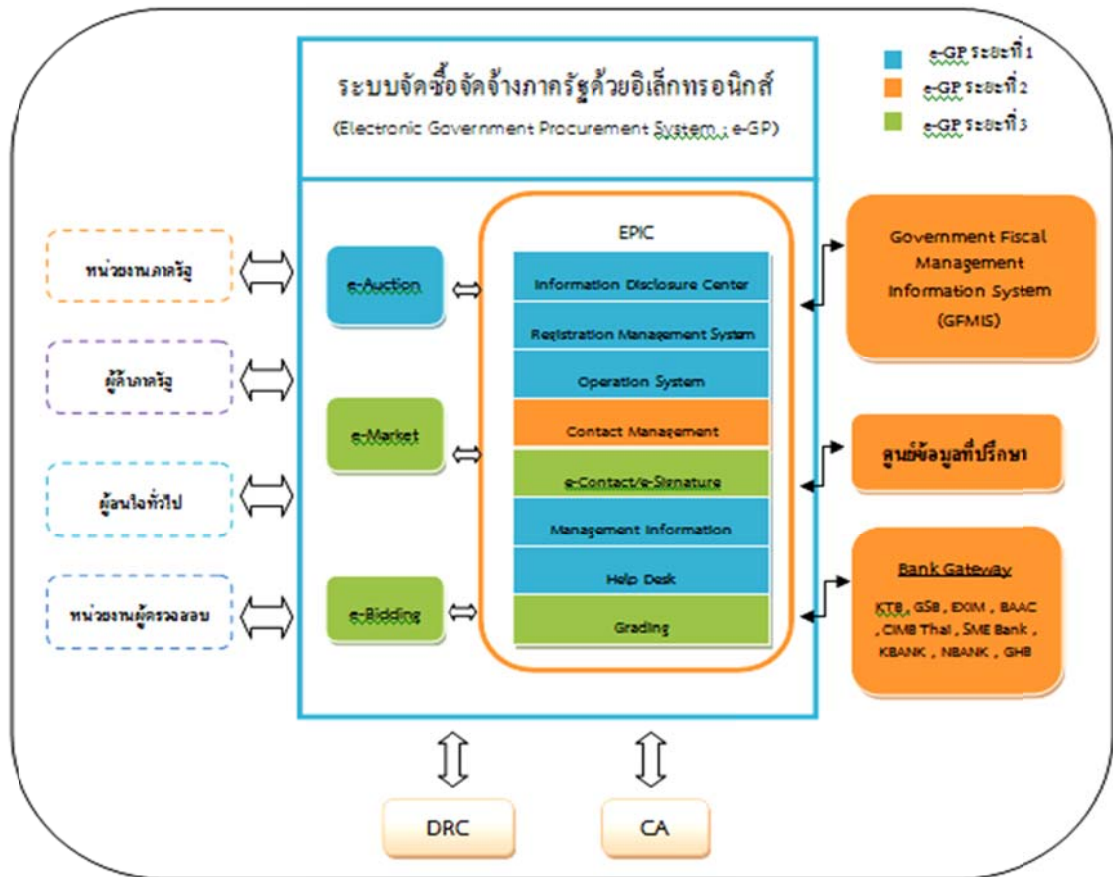 ระบบจัดซื้อจัดจ้างภาครัฐด้วยอิเล็กทรอนิกส์
(Electronic Government Procurement System : e-GP)
e-GP ระยะที่ 1
e-GP ระยะที่ 2
e-GP ระยะที่ 3
หน่วยงานภาครัฐ
ผู้ค้าภาครัฐ
ผู้สนใจทั่วไป
หน่วยงานผู้ตรวจสอบ
e-Auction
e-Market
e-Bidding
EPIC
Information Disclosure Center
Registration Management System
Operation System
Contact Management
e-Contact/e-Signature
Management Information
Help Desk
Grading
Government Fiscal
Management
Information System
(GFMIS)
ศูนย์ข้อมูลที่ปรึกษา
Bank Gateway
KTB , GSB , EXIM , BAAC
, CIMB Thai , SME Bank ,
KBANK , NBANK , GHB
DRC
CA